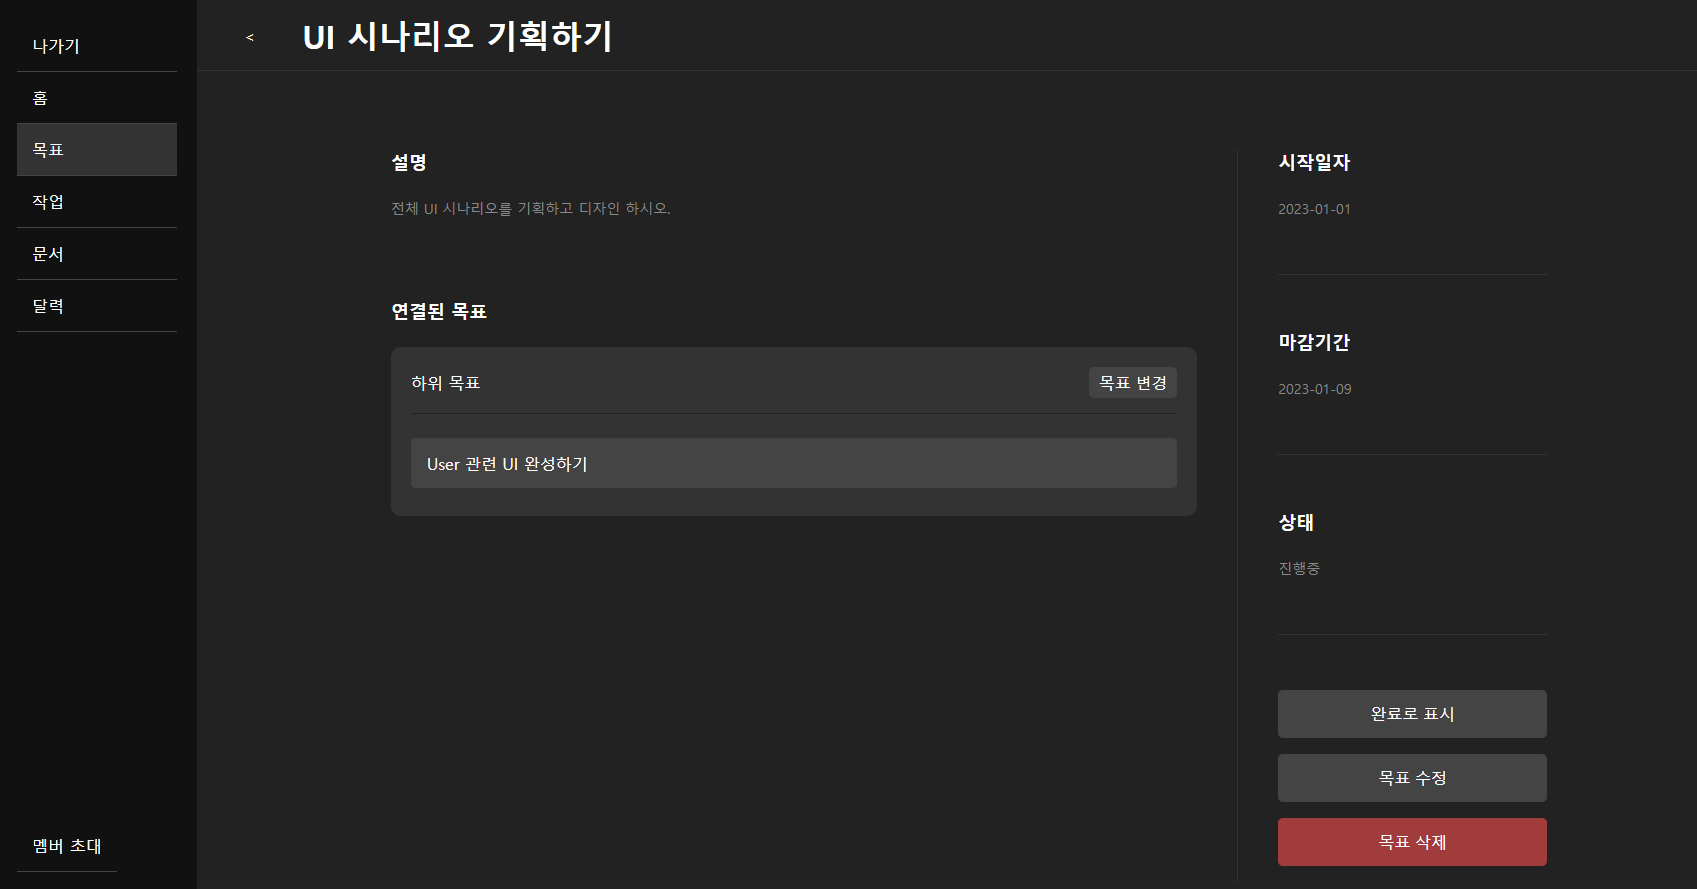 나가기
홈
목표
작업
문서
달력
멤버 초대
< UI 시나리오 기획하기
설명
전체 UI 시나리오를 기획하고 디자인 하시오.
연결된 목표
하위 목표
목표 변경
User 관련 UI 완성하기
시작일자
2023-01-01
마감기간
2023-01-09
상태
진행중
완료로 표시
목표 수정
목표 삭제